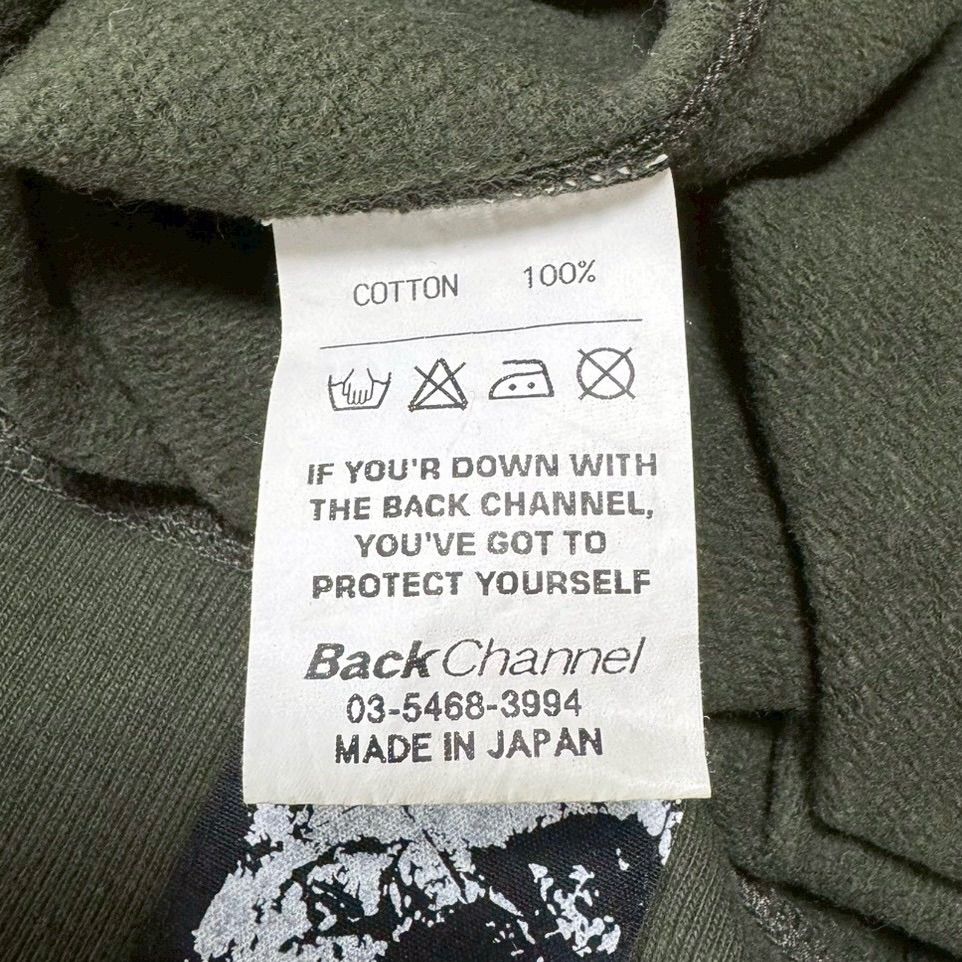 COTTON 100%
IF YOU'R DOWN WITH
THE BACK CHANNEL,
YOU'VE GOT TO
PROTECT YOURSELF
BackChannel
03-5468-3994
MADE IN JAPAN